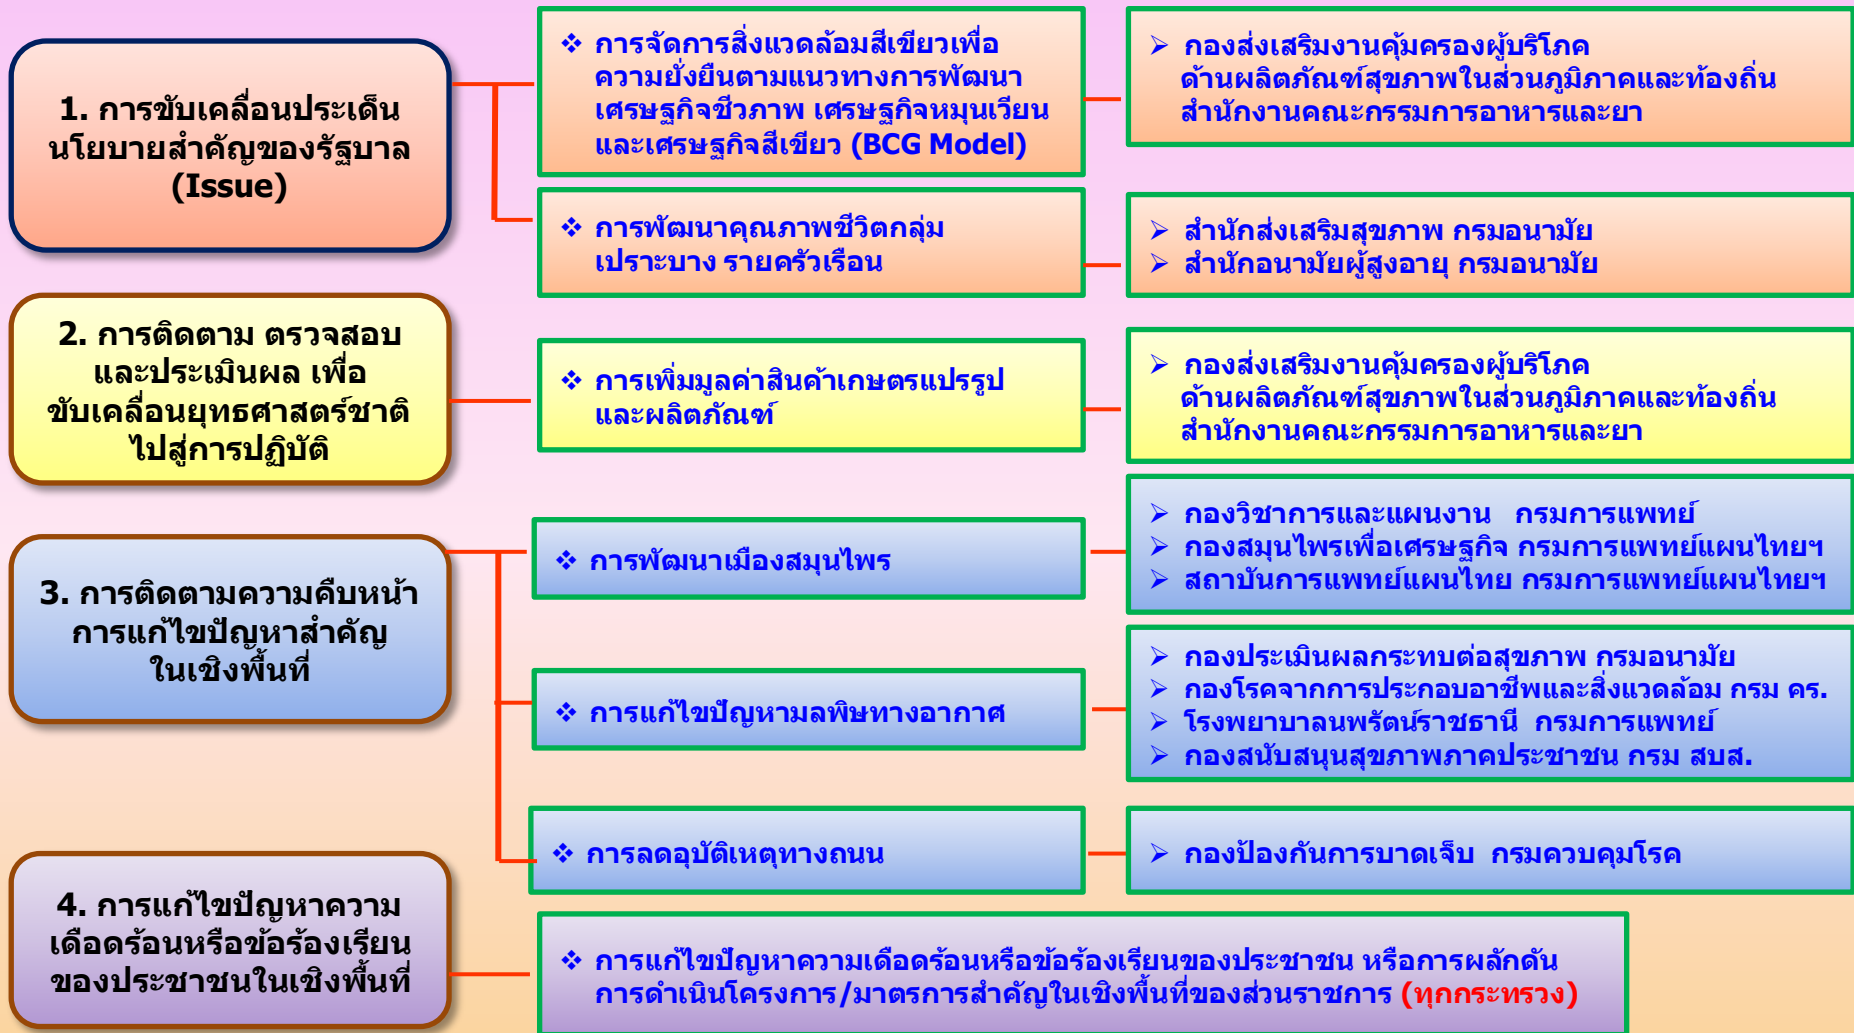 1. การขับเคลื่อนประเด็น
นโยบายสำคัญของรัฐบาล
(Issue)
❖ การจัดการสิ่งแวดล้อมสีเขียวเพื่อ
ความยั่งยืนตามแนวทางการพัฒนา
เศรษฐกิจชีวภาพ เศรษฐกิจหมุนเวียน
และเศรษฐกิจสีเขียว (BCG Model)
➢ กองส่งเสริมงานคุ้มครองผู้บริโภค
ด้านผลิตภัณฑ์สุขภาพในส่วนภูมิภาคและท้องถิ่น
สำนักงานคณะกรรมการอาหารและยา
❖ การพัฒนาคุณภาพชีวิตกลุ่ม
เปราะบาง รายครัวเรือน
➢ สำนักส่งเสริมสุขภาพ กรมอนามัย
➢ สำนักอนามัยผู้สูงอายุ กรมอนามัย
2. การติดตาม ตรวจสอบ
และประเมินผล เพื่อ
ขับเคลื่อนยุทธศาสตร์ชาติ
ไปสู่การปฏิบัติ
❖ การเพิ่มมูลค่าสินค้าเกษตรแปรรูป
และผลิตภัณฑ์
➢ กองส่งเสริมงานคุ้มครองผู้บริโภค
ด้านผลิตภัณฑ์สุขภาพในส่วนภูมิภาคและท้องถิ่น
สำนักงานคณะกรรมการอาหารและยา
3. การติดตามความคืบหน้า
การแก้ไขปัญหาสำคัญ
ในเชิงพื้นที่
❖ การพัฒนาเมืองสมุนไพร
➢ กองวิชาการและแผนงาน กรมการแพทย์
➢ กองสมุนไพรเพื่อเศรษฐกิจ กรมการแพทย์แผนไทยฯ
➢ สถาบันการแพทย์แผนไทย กรมการแพทย์แผนไทยฯ
❖ การแก้ไขปัญหามลพิษทางอากาศ
➢ กองประเมินผลกระทบต่อสุขภาพ กรมอนามัย
➢ กองโรคจากการประกอบอาชีพและสิ่งแวดล้อม กรม คร.
➢ โรงพยาบาลนพรัตน์ราชธานี กรมการแพทย์
➢ กองสนับสนุนสุขภาพภาคประชาชน กรม สบส.
❖ การลดอุบัติเหตุทางถนน
➢ กองป้องกันการบาดเจ็บ กรมควบคุมโรค
4. การแก้ไขปัญหาความ
เดือดร้อนหรือข้อร้องเรียน
ของประชาชนในเชิงพื้นที่
❖ การแก้ไขปัญหาความเดือดร้อนหรือข้อร้องเรียนของประชาชน หรือการผลักดัน
การดำเนินโครงการ/มาตรการสำคัญในเชิงพื้นที่ของส่วนราชการ (ทุกกระทรวง)